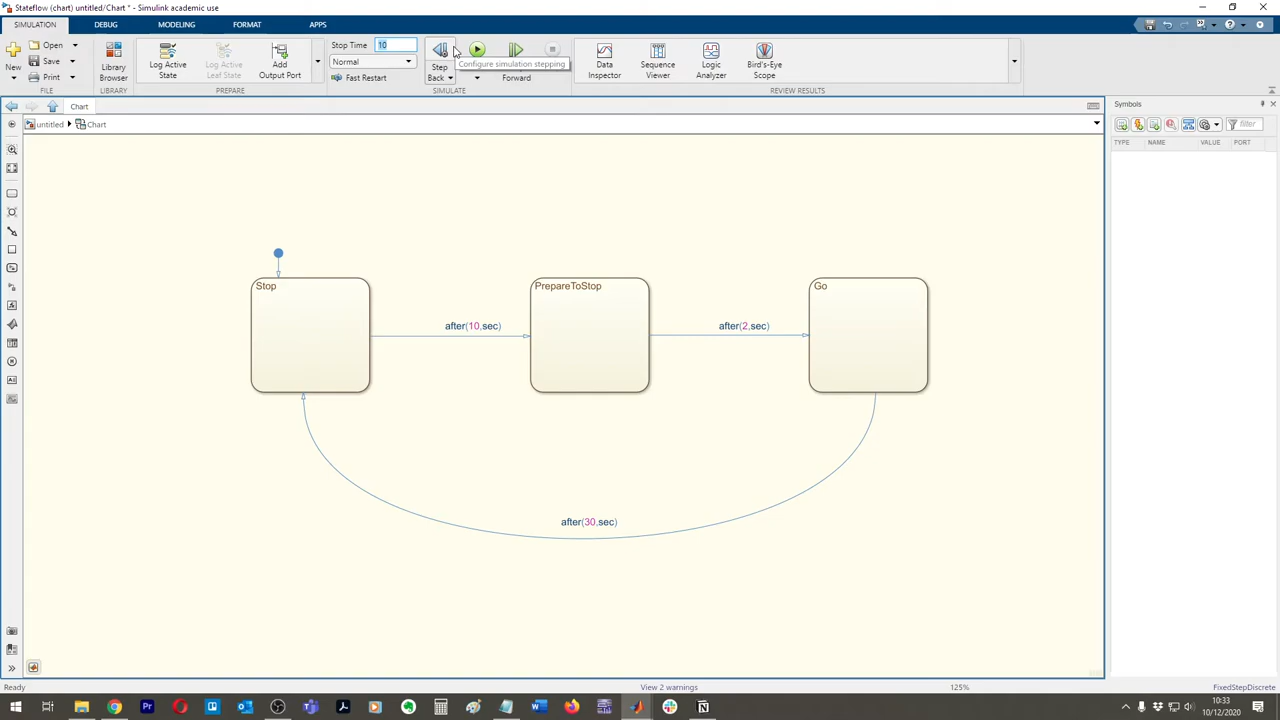 Stateflow (chart) untitled/Chart * - Simulink academic use
SIMULATION DEBUG MODELING FORMAT APPS
New
Open
Save
Print
FILE
Library Browser
LIBRARY
Log Active State
Log Active Leaf State
Add Output Port
PREPARE
Stop Time 10
Normal
Fast Restart
Step Back
Configure simulation stepping
Forward
SIMULATE
Data Inspector
Sequence Viewer
Logic Analyzer
Bird's-Eye Scope
REVIEW RESULTS
Chart
untitled Chart
Symbols
filter
TYPE NAME VALUE PORT
Stop
PrepareToStop
Go
after(10,sec)
after(2,sec)
after(30,sec)
Ready
View 2 warnings
125%
FixedStepDiscrete
10:33
10/12/2020